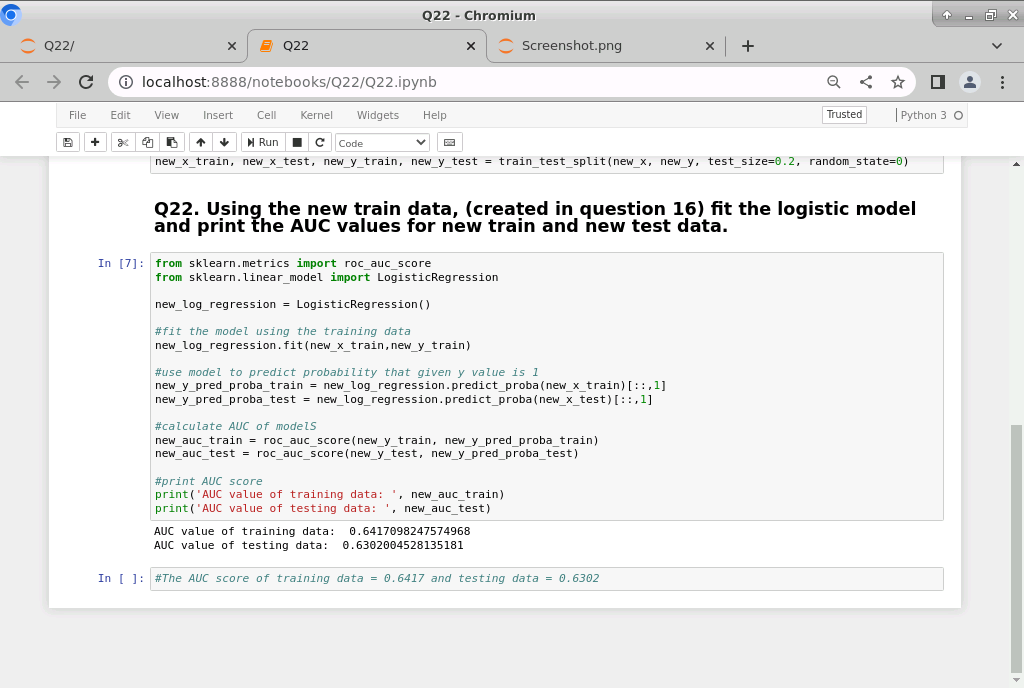 Q22 - Chromium
Q22/
Q22
Screenshot.png
localhost:8888/notebooks/Q22/Q22.ipynb
File Edit View Insert Cell Kernel Widgets Help
Trusted
Python 3
Run
Code
new_x_train, new_x_test, new_y_train, new_y_test = train_test_split(new_x, new_y, test_size=0.2, random_state=0)
Q22. Using the new train data, (created in question 16) fit the logistic model
and print the AUC values for new train and new test data.
In [7]:
from sklearn.metrics import roc_auc_score
from sklearn.linear_model import LogisticRegression
new_log_regression = LogisticRegression()
#fit the model using the training data
new_log_regression.fit(new_x_train,new_y_train)
#use model to predict probability that given y value is 1
new_y_pred_proba_train = new_log_regression.predict_proba(new_x_train)[::,1]
new_y_pred_proba_test = new_log_regression.predict_proba(new_x_test)[::,1]
#calculate AUC of modelS
new_auc_train = roc_auc_score(new_y_train, new_y_pred_proba_train)
new_auc_test = roc_auc_score(new_y_test, new_y_pred_proba_test)
#print AUC score
print('AUC value of training data: ', new_auc_train)
print('AUC value of testing data: ', new_auc_test)
AUC value of training data:  0.6417098247574968
AUC value of testing data:  0.6302004528135181
In [ ]:
#The AUC score of training data = 0.6417 and testing data = 0.6302